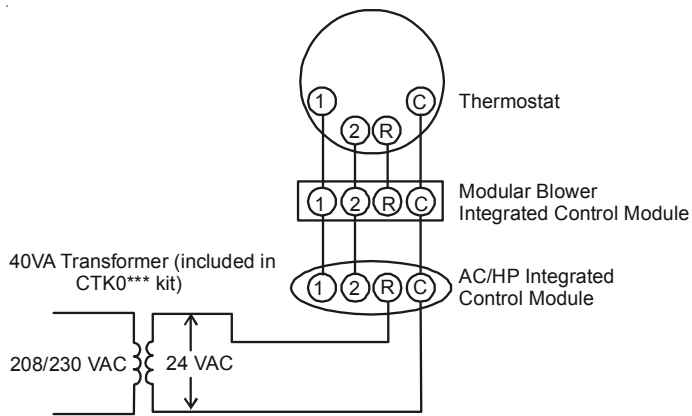 1 C
2 R
Thermostat
1 2 R C
Modular Blower
Integrated Control Module
40VA Transformer (included in
CTK0*** kit)
1 2 R C
AC/HP Integrated
Control Module
208/230 VAC
24 VAC